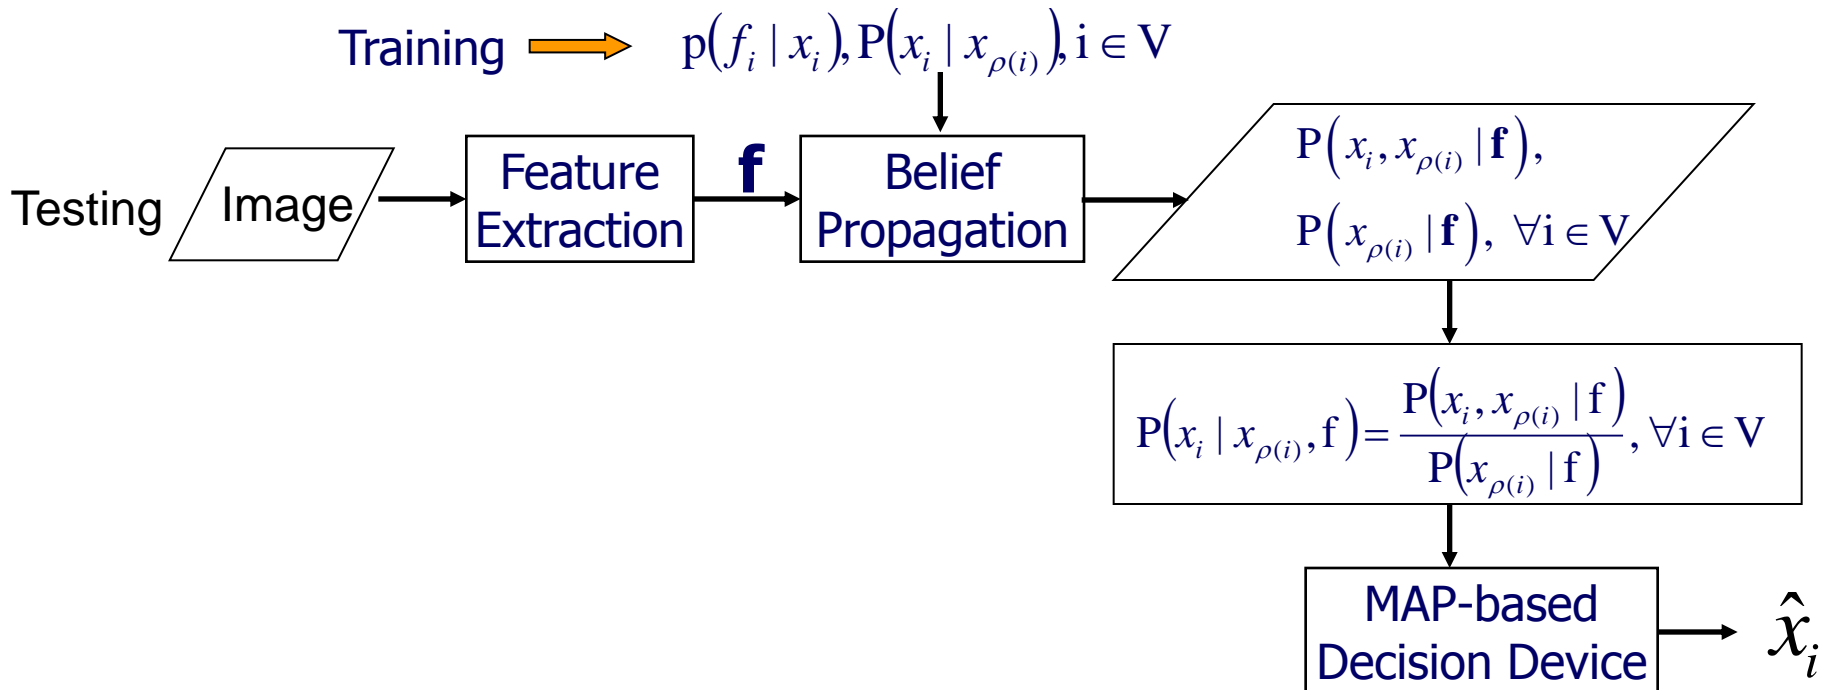 Training
p(f_i | x_i), P(x_i | x_ρ(i)), i ∈ V
Testing
Image
Feature
Extraction
f
Belief
Propagation
P(x_i, x_ρ(i) | f),
P(x_ρ(i) | f), ∀i ∈ V
P(x_i | x_ρ(i), f) = P(x_i, x_ρ(i) | f) / P(x_ρ(i) | f), ∀i ∈ V
MAP-based
Decision Device
x̂_i